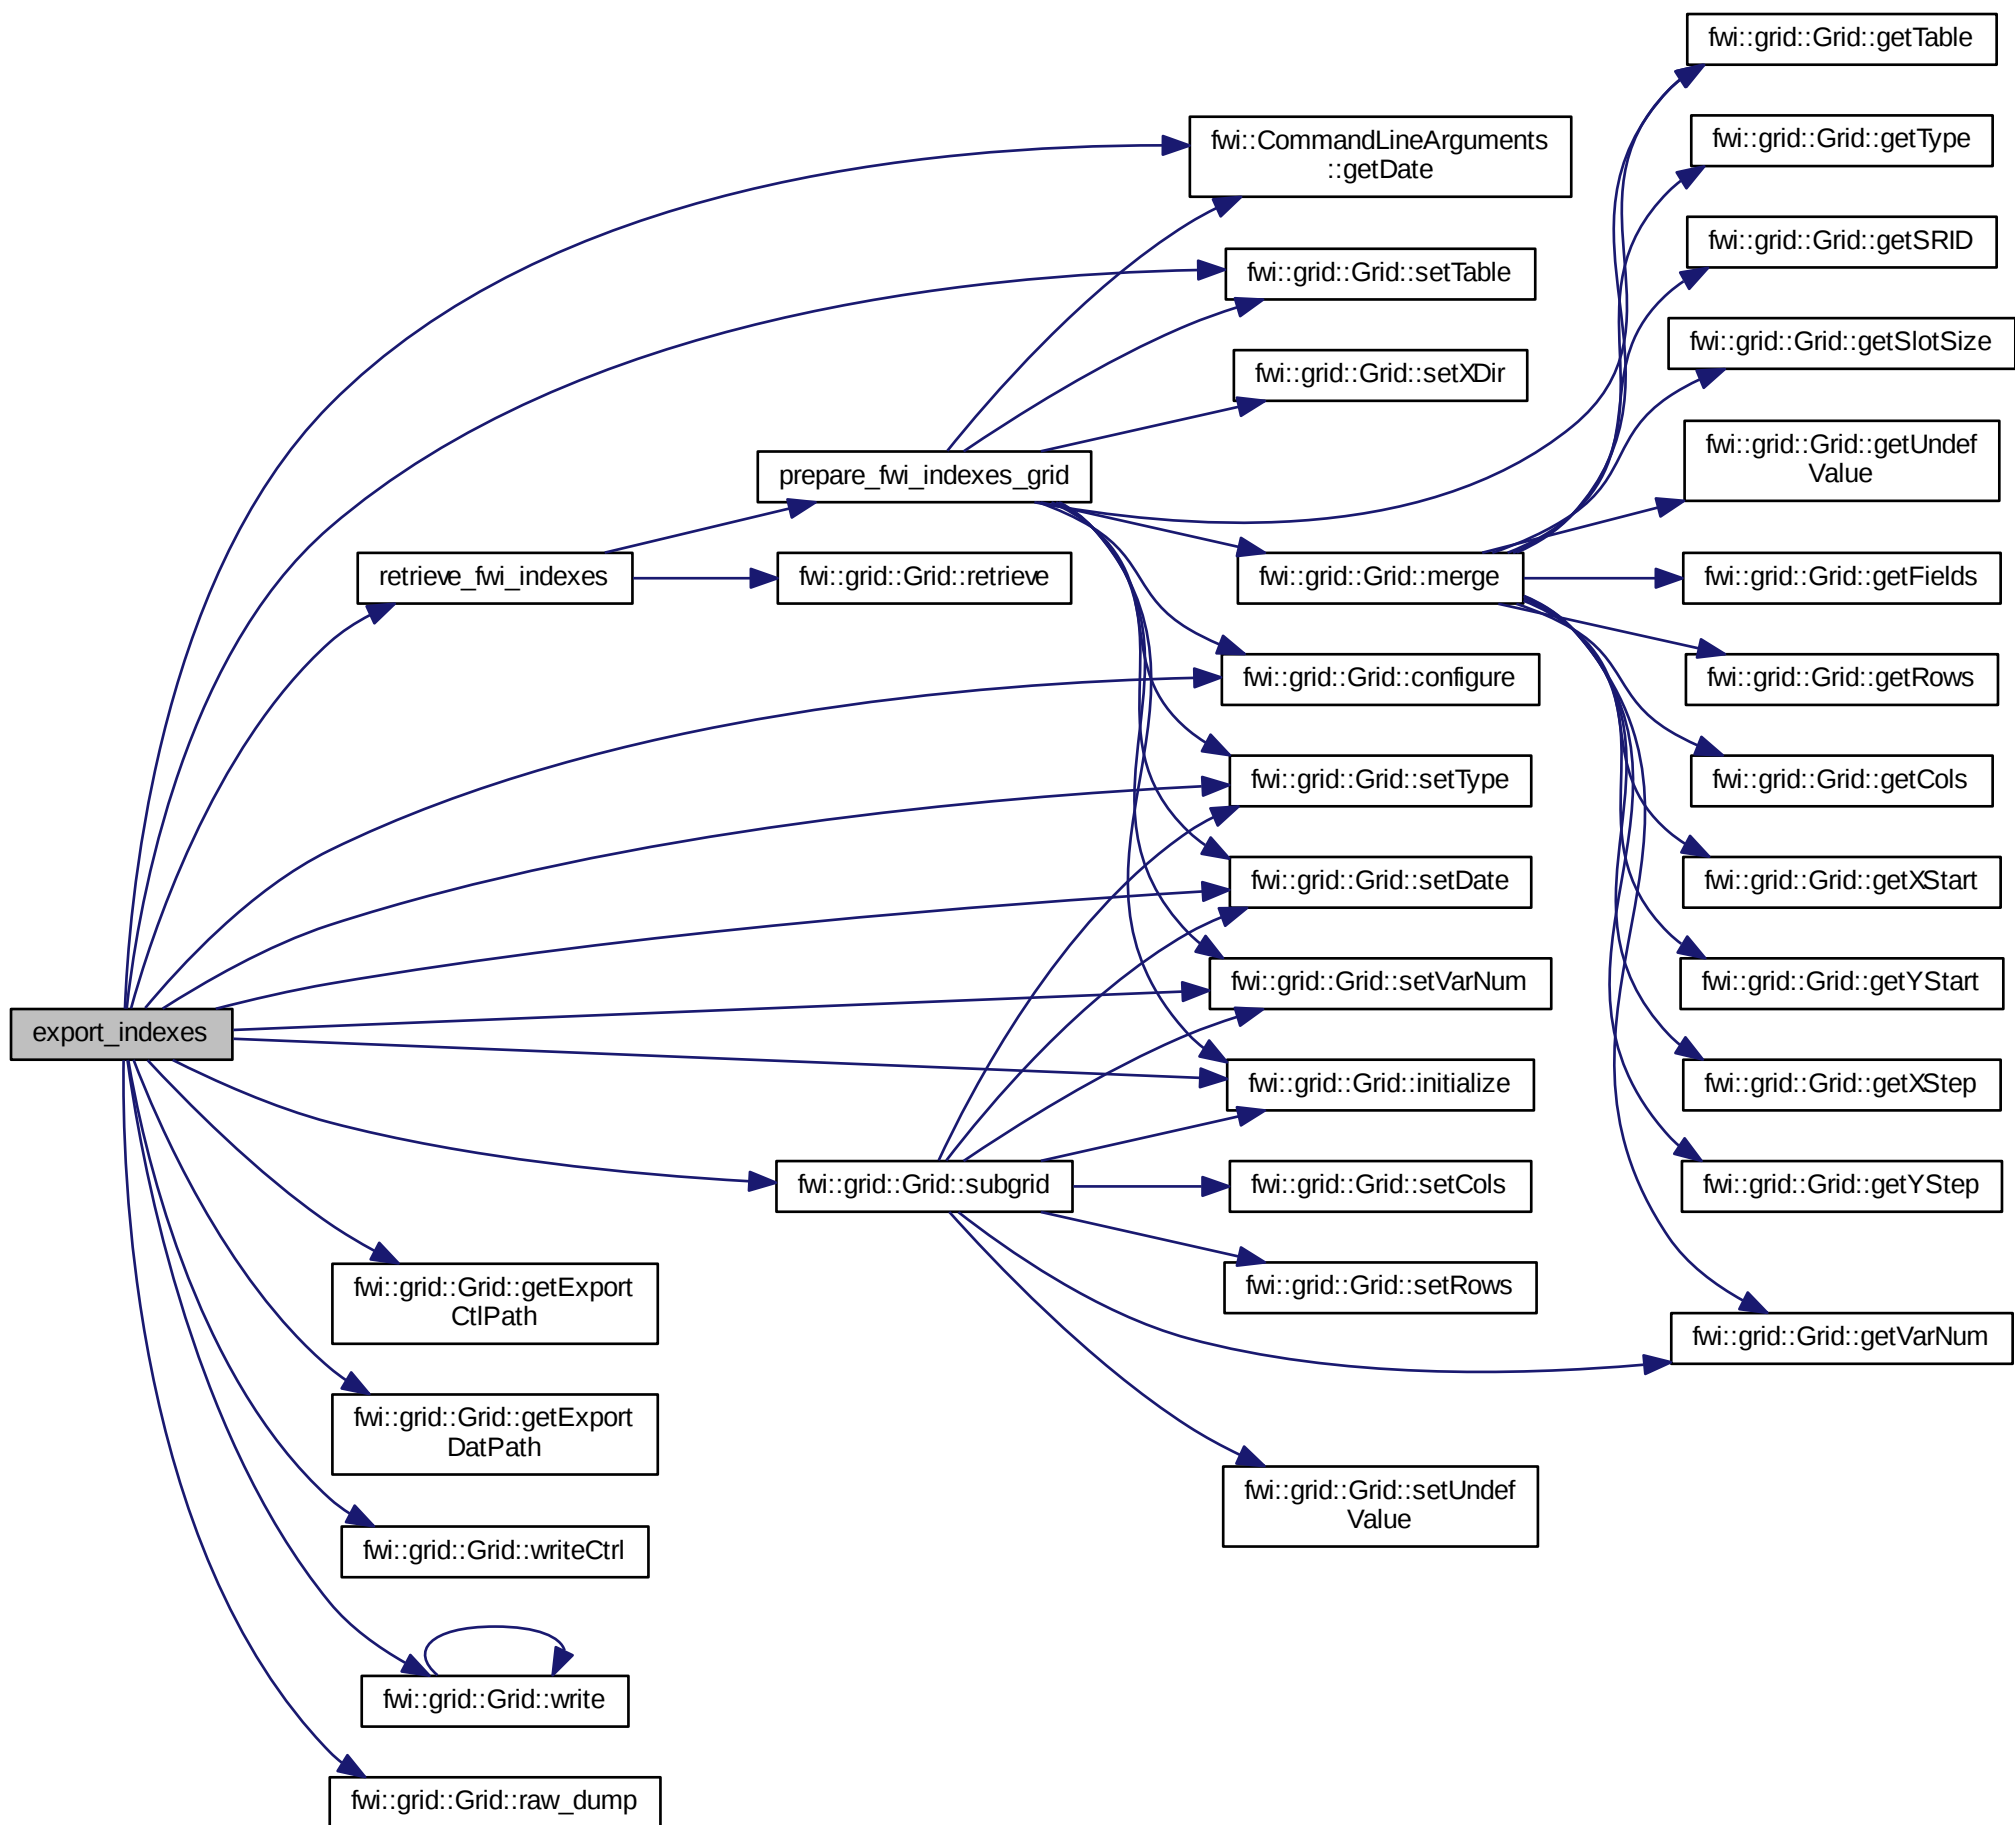 fwi::grid::Grid::getTable
fwi::CommandLineArguments
::getDate
fwi::grid::Grid::getType
fwi::grid::Grid::getSRID
fwi::grid::Grid::setTable
fwi::grid::Grid::getSlotSize
fwi::grid::Grid::setXDir
fwi::grid::Grid::getUndef
Value
prepare_fwi_indexes_grid
retrieve_fwi_indexes
fwi::grid::Grid::retrieve
fwi::grid::Grid::merge
fwi::grid::Grid::getFields
fwi::grid::Grid::configure
fwi::grid::Grid::getRows
fwi::grid::Grid::setType
fwi::grid::Grid::getCols
fwi::grid::Grid::setDate
fwi::grid::Grid::getXStart
fwi::grid::Grid::setVarNum
fwi::grid::Grid::getYStart
export_indexes
fwi::grid::Grid::initialize
fwi::grid::Grid::getXStep
fwi::grid::Grid::subgrid
fwi::grid::Grid::setCols
fwi::grid::Grid::getYStep
fwi::grid::Grid::getExport
CtlPath
fwi::grid::Grid::setRows
fwi::grid::Grid::getVarNum
fwi::grid::Grid::getExport
DatPath
fwi::grid::Grid::setUndef
Value
fwi::grid::Grid::writeCtrl
fwi::grid::Grid::write
fwi::grid::Grid::raw_dump